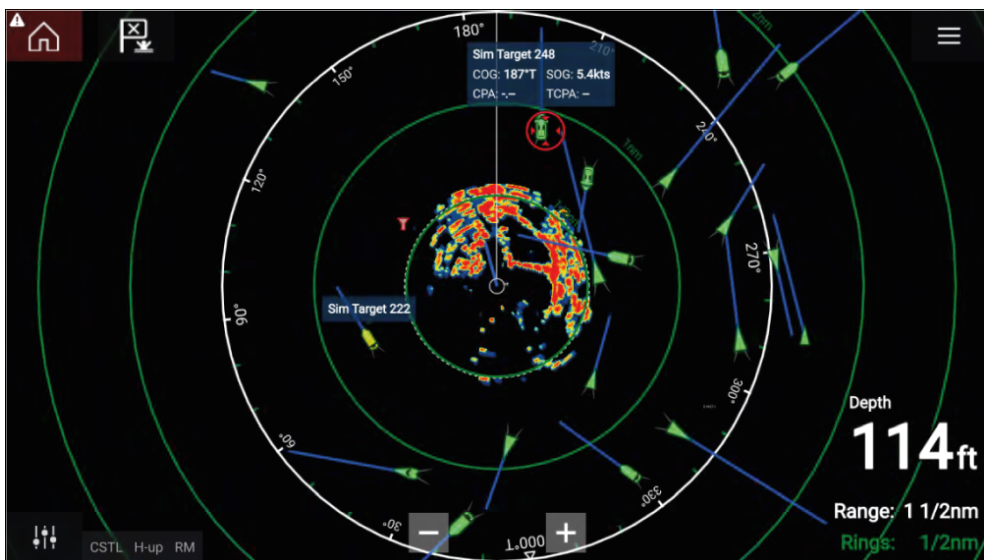 180°
210°
2nm
Sim Target 248
COG: 187°T SOG: 5.4kts
CPA: -.– TCPA: –
150°
240°
1nm
120°
T
270°
90°
Sim Target 222
300°
Depth
114ft
60°
330°
30°
000°
T
Range: 1 1/2nm
Rings: 1/2nm
CSTL H-up RM